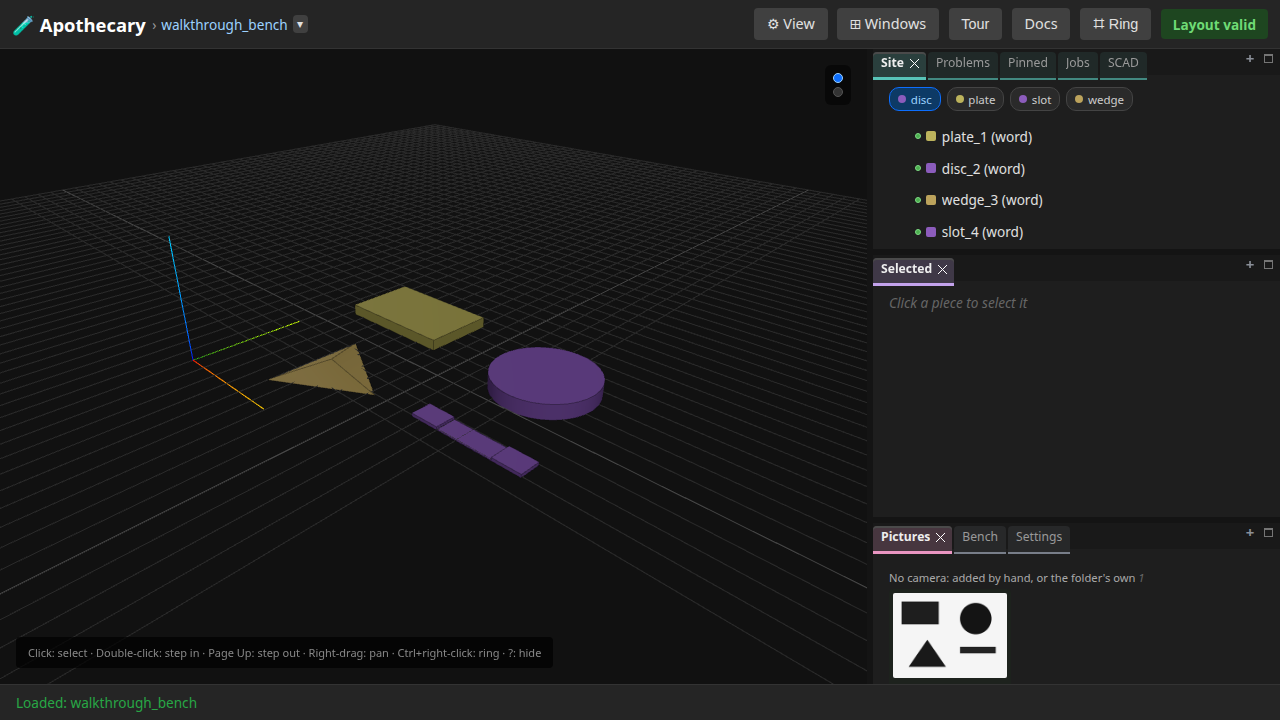 Apothecary › walkthrough_bench ▾
⚙ View
⊞ Windows
Tour
Docs
⌗ Ring
Layout valid
Site
Problems
Pinned
Jobs
SCAD
disc
plate
slot
wedge
plate_1 (word)
disc_2 (word)
wedge_3 (word)
slot_4 (word)
Selected
Click a piece to select it
Pictures
Bench
Settings
No camera: added by hand, or the folder's own 1
Click: select · Double-click: step in · Page Up: step out · Right-drag: pan · Ctrl+right-click: ring · ?: hide
Loaded: walkthrough_bench